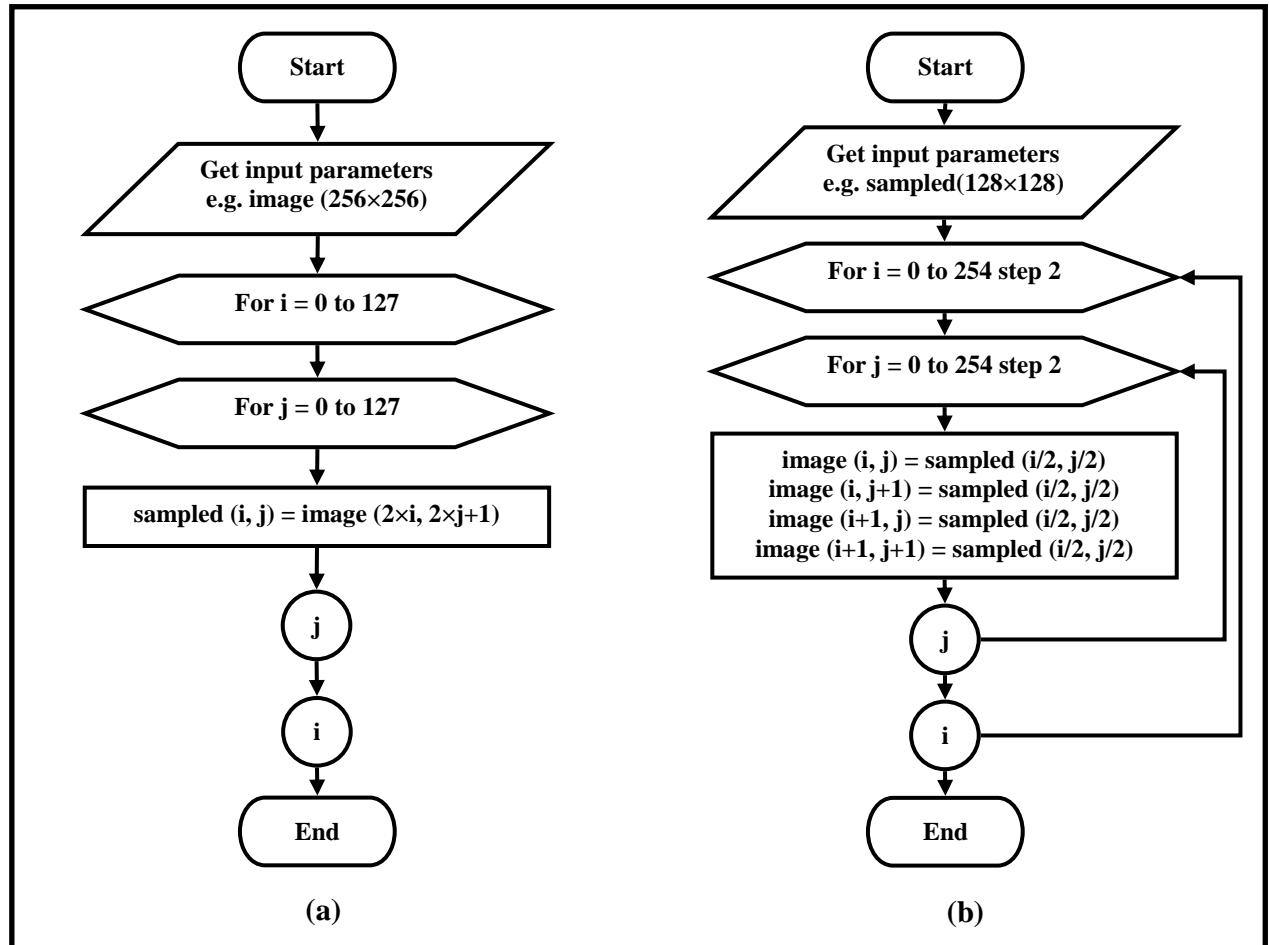 Start
Get input parameters
e.g. image (256×256)
For i = 0 to 127
For j = 0 to 127
sampled (i, j) = image (2×i, 2×j+1)
j
i
End
(a)
Start
Get input parameters
e.g. sampled(128×128)
For i = 0 to 254 step 2
For j = 0 to 254 step 2
image (i, j) = sampled (i/2, j/2)
image (i, j+1) = sampled (i/2, j/2)
image (i+1, j) = sampled (i/2, j/2)
image (i+1, j+1) = sampled (i/2, j/2)
j
i
End
(b)